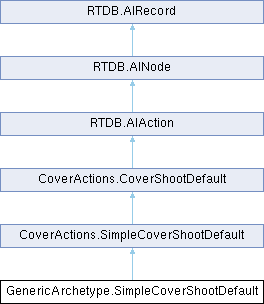 RTDB.AIRecord
RTDB.AINode
RTDB.AIAction
CoverActions.CoverShootDefault
CoverActions.SimpleCoverShootDefault
GenericArchetype.SimpleCoverShootDefault